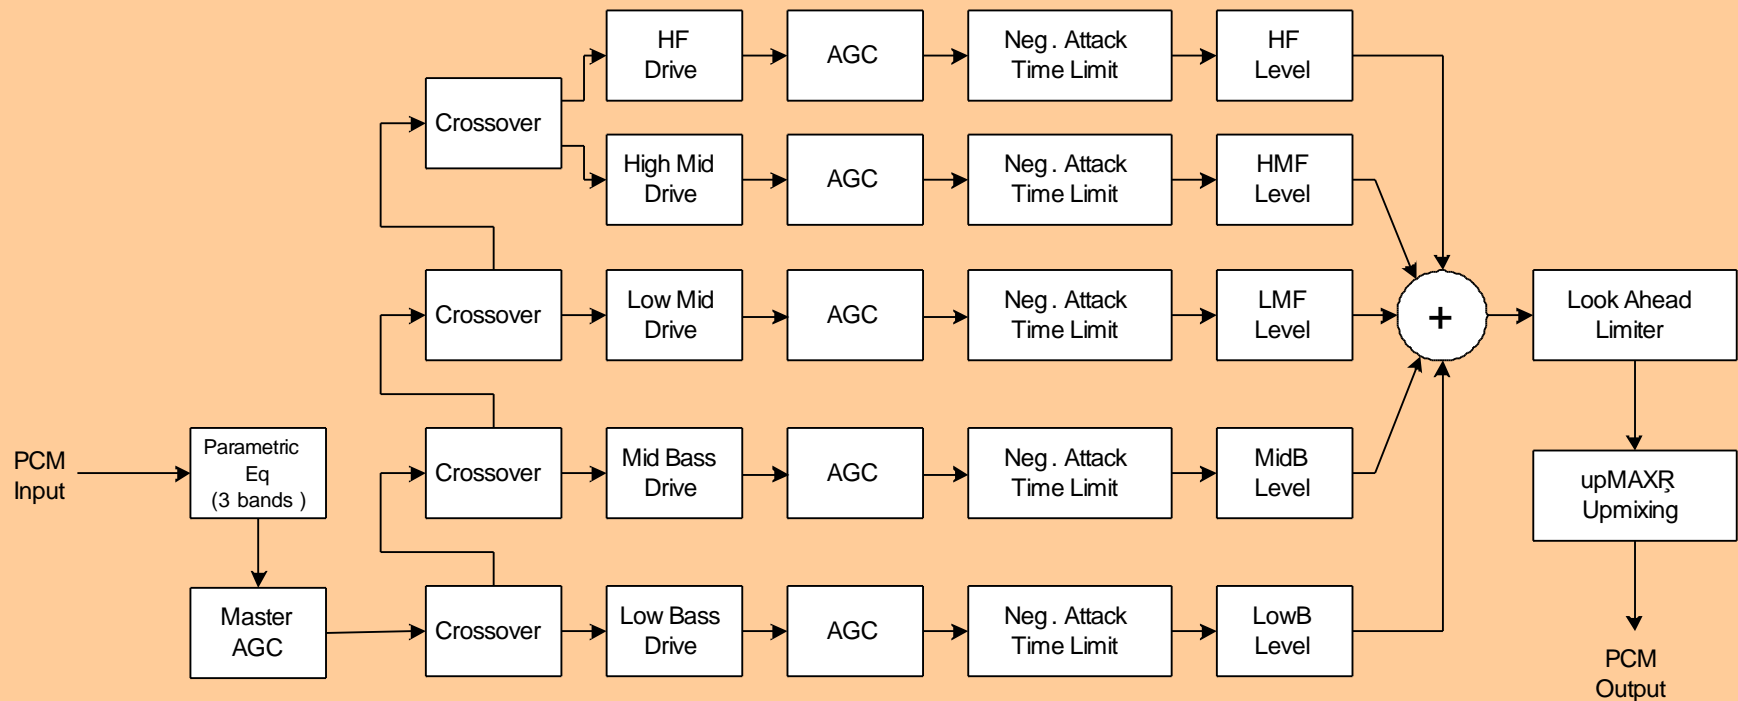 HF
Drive
AGC
Neg . Attack
Time Limit
HF
Level
Crossover
High Mid
Drive
AGC
Neg . Attack
Time Limit
HMF
Level
Crossover
Low Mid
Drive
AGC
Neg . Attack
Time Limit
LMF
Level
+
Look Ahead
Limiter
PCM
Input
Parametric
Eq
(3 bands )
Crossover
Mid Bass
Drive
AGC
Neg . Attack
Time Limit
MidB
Level
upMAXŖ
Upmixing
Master
AGC
Crossover
Low Bass
Drive
AGC
Neg . Attack
Time Limit
LowB
Level
PCM
Output